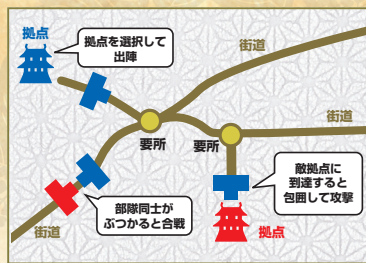 拠点
拠点を選択して
出陣
街道
街道
要所
要所
敵拠点に
到達すると
包囲して攻撃
部隊同士が
ぶつかると合戦
街道
拠点